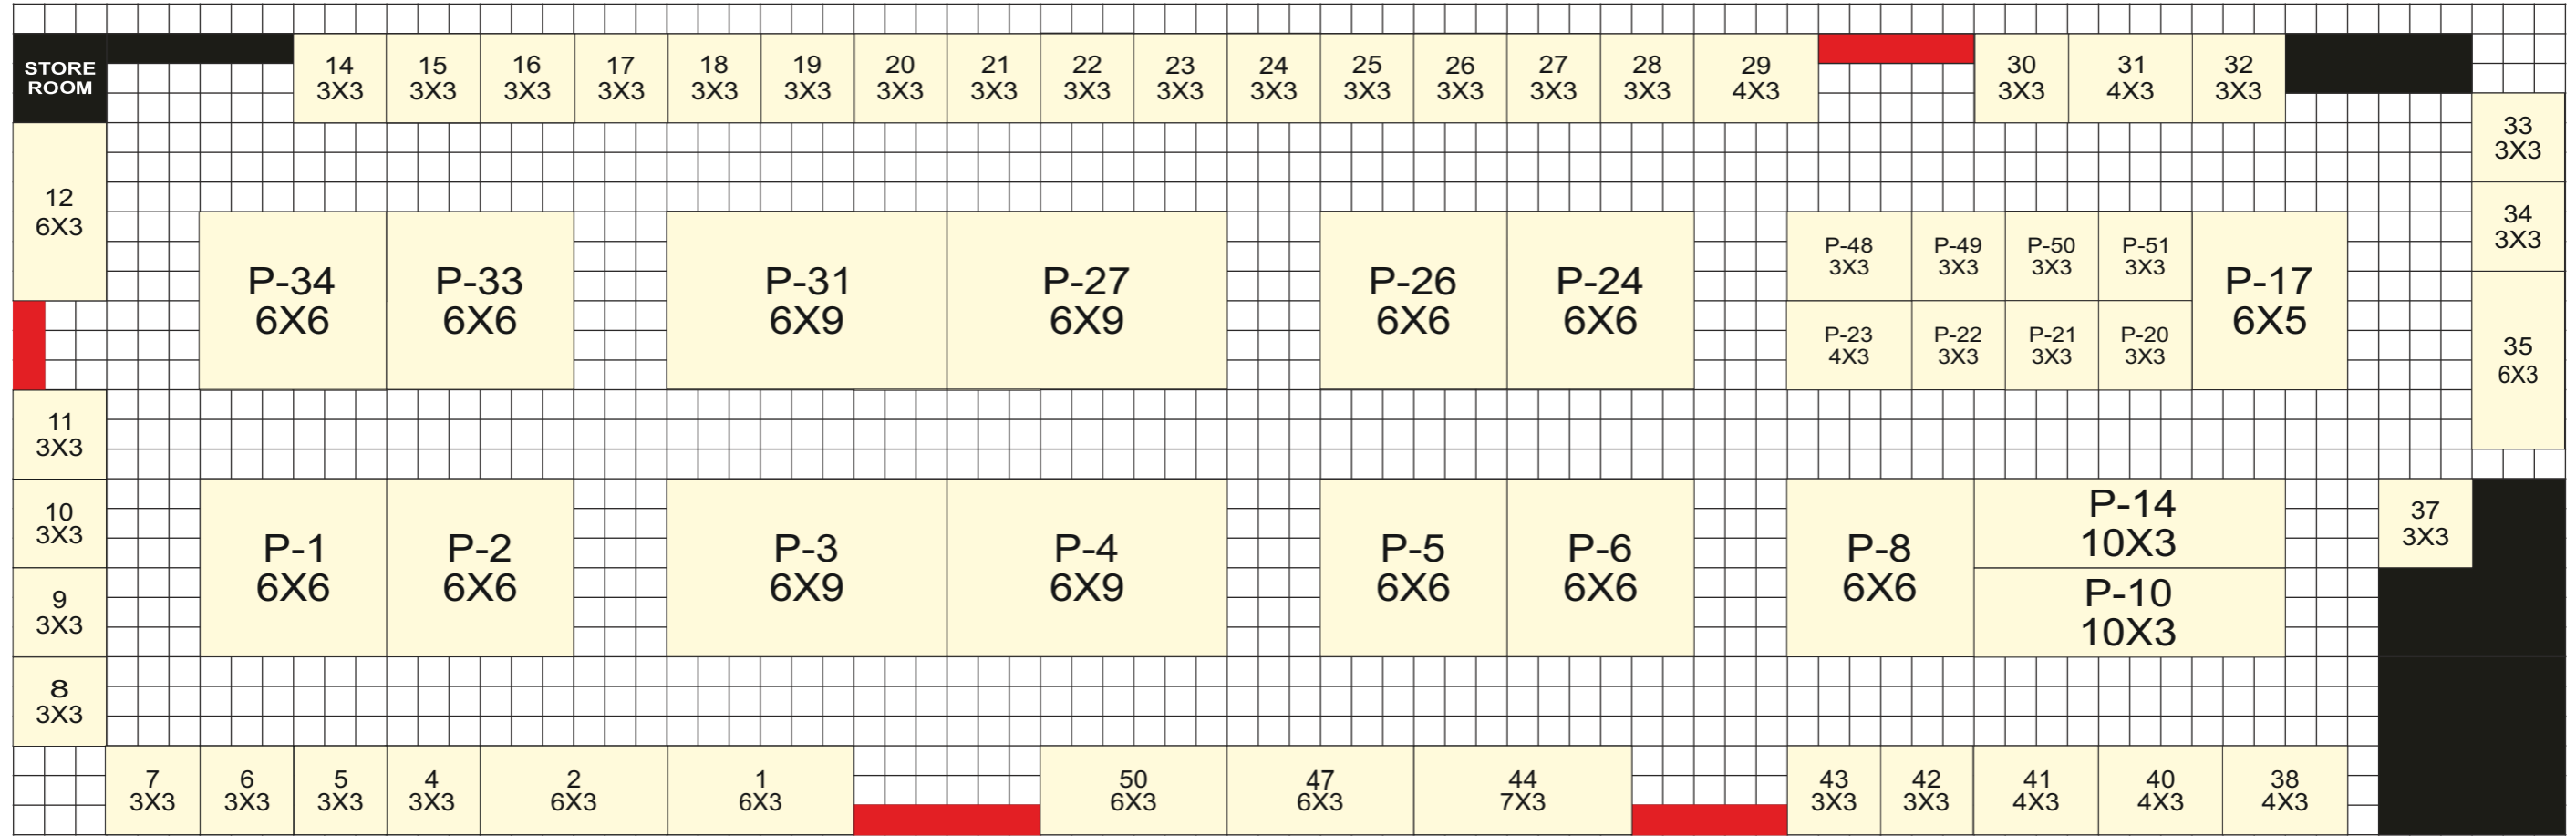 STORE
ROOM
14
3X3
15
3X3
16
3X3
17
3X3
18
3X3
19
3X3
20
3X3
21
3X3
22
3X3
23
3X3
24
3X3
25
3X3
26
3X3
27
3X3
28
3X3
29
4X3
30
3X3
31
4X3
32
3X3
33
3X3
12
6X3
34
3X3
P-34
6X6
P-33
6X6
P-31
6X9
P-27
6X9
P-26
6X6
P-24
6X6
P-48
3X3
P-49
3X3
P-50
3X3
P-51
3X3
P-17
6X5
P-23
4X3
P-22
3X3
P-21
3X3
P-20
3X3
35
6X3
11
3X3
10
3X3
9
3X3
8
3X3
P-1
6X6
P-2
6X6
P-3
6X9
P-4
6X9
P-5
6X6
P-6
6X6
P-8
6X6
P-14
10X3
P-10
10X3
37
3X3
7
3X3
6
3X3
5
3X3
4
3X3
2
6X3
1
6X3
50
6X3
47
6X3
44
7X3
43
3X3
42
3X3
41
4X3
40
4X3
38
4X3